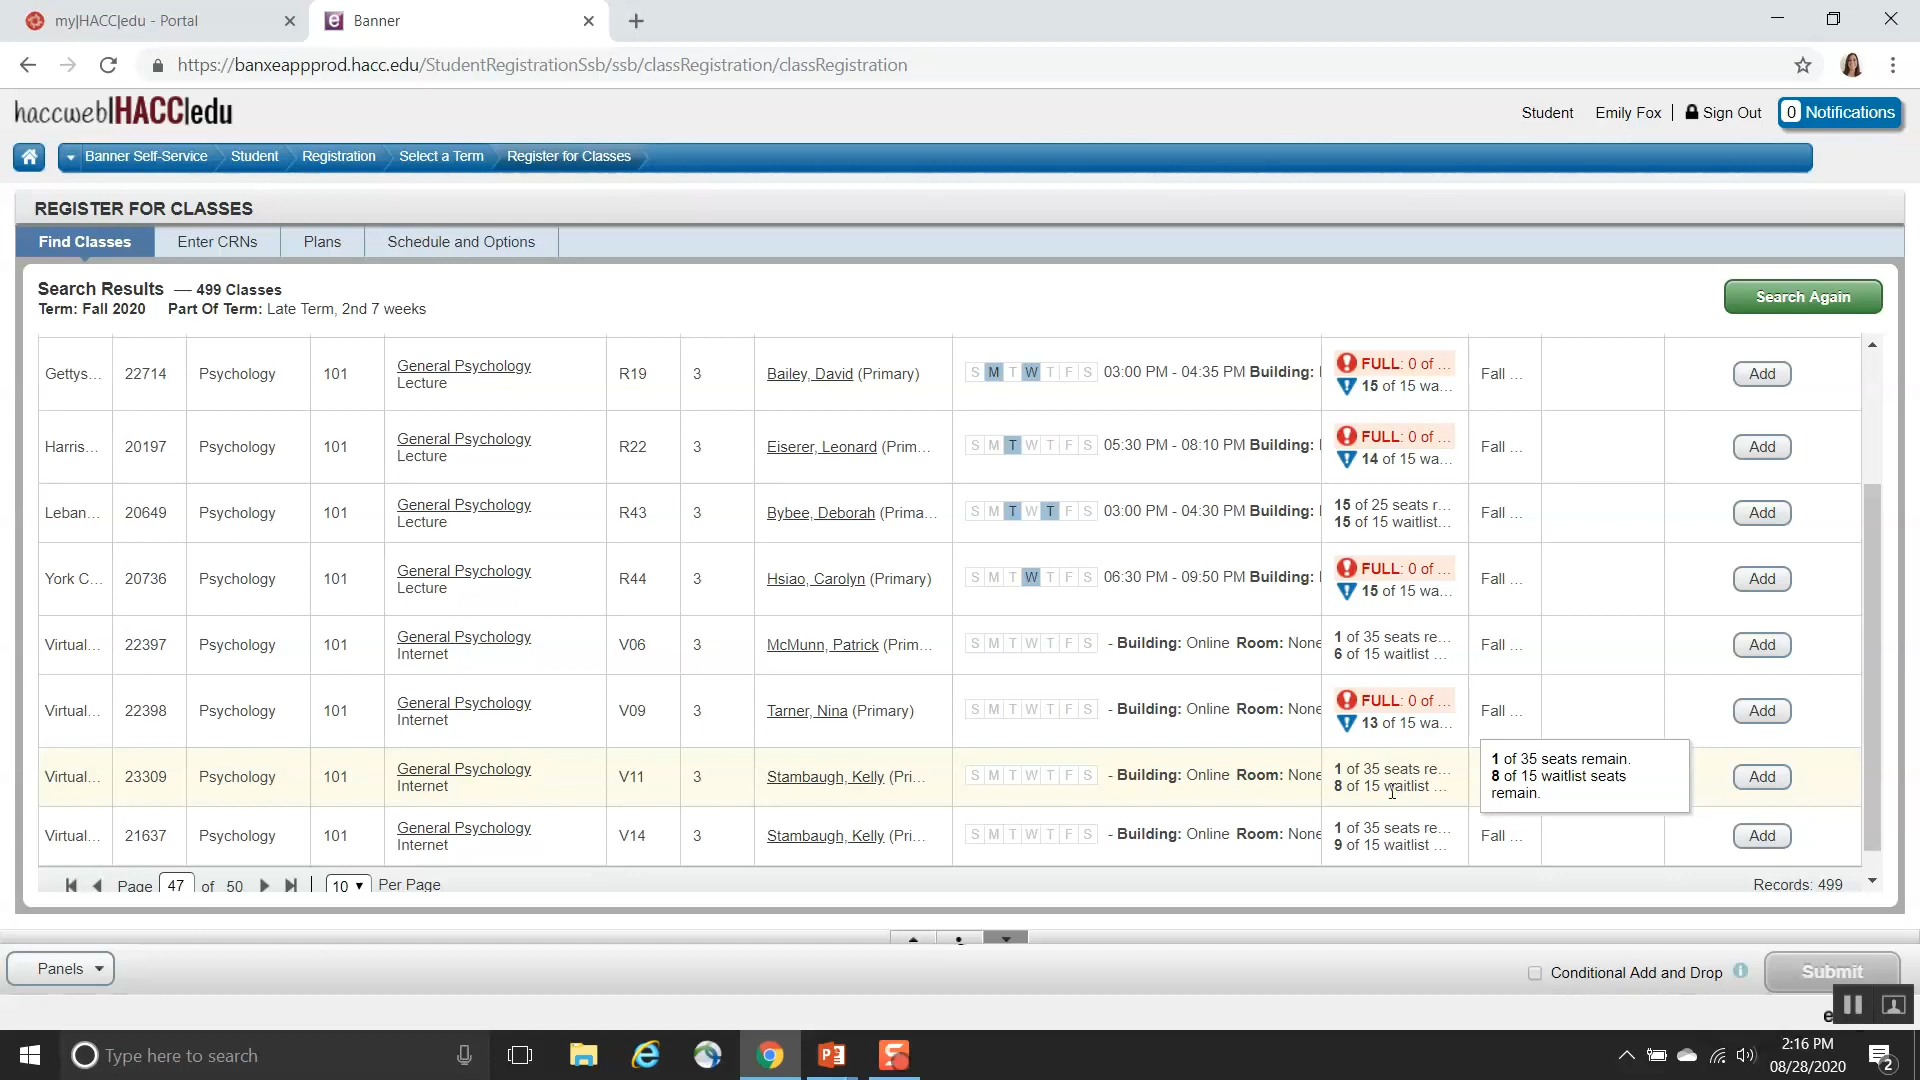 my|HACC|edu - Portal
Banner
https://banxeappprod.hacc.edu/StudentRegistrationSsb/ssb/classRegistration/classRegistration
haccweb|HACC|edu
Student Emily Fox Sign Out 0 Notifications
Banner Self-Service Student Registration Select a Term Register for Classes
REGISTER FOR CLASSES
Find Classes Enter CRNs Plans Schedule and Options
Search Results — 499 Classes
Term: Fall 2020 Part Of Term: Late Term, 2nd 7 weeks
Search Again
Gettys... 22714 Psychology 101 General Psychology R19 3 Bailey, David (Primary) S M T W T F S 03:00 PM - 04:35 PM Building: FULL: 0 of ... Fall ... Add
Lecture 15 of 15 wa...
Harris... 20197 Psychology 101 General Psychology R22 3 Eiserer, Leonard (Prim... S M T W T F S 05:30 PM - 08:10 PM Building: FULL: 0 of ... Fall ... Add
Lecture 14 of 15 wa...
Leban... 20649 Psychology 101 General Psychology R43 3 Bybee, Deborah (Prima... S M T W T F S 03:00 PM - 04:30 PM Building: 15 of 25 seats r... Fall ... Add
Lecture 15 of 15 waitlist...
York C... 20736 Psychology 101 General Psychology R44 3 Hsiao, Carolyn (Primary) S M T W T F S 06:30 PM - 09:50 PM Building: FULL: 0 of ... Fall ... Add
Lecture 15 of 15 wa...
Virtual... 22397 Psychology 101 General Psychology V06 3 McMunn, Patrick (Prim... S M T W T F S - Building: Online Room: None 1 of 35 seats re... Fall ... Add
Internet 6 of 15 waitlist ...
Virtual... 22398 Psychology 101 General Psychology V09 3 Tarner, Nina (Primary) S M T W T F S - Building: Online Room: None FULL: 0 of ... Fall ... Add
Internet 13 of 15 wa...
Virtual... 23309 Psychology 101 General Psychology V11 3 Stambaugh, Kelly (Pri... S M T W T F S - Building: Online Room: None 1 of 35 seats re... Add
Internet 8 of 15 waitlist ...
1 of 35 seats remain.
8 of 15 waitlist seats
remain.
Virtual... 21637 Psychology 101 General Psychology V14 3 Stambaugh, Kelly (Pri... S M T W T F S - Building: Online Room: None 1 of 35 seats re... Fall ... Add
Internet 9 of 15 waitlist ...
Page 47 of 50 10 Per Page Records: 499
Panels Conditional Add and Drop Submit
Type here to search
2:16 PM
08/28/2020
2